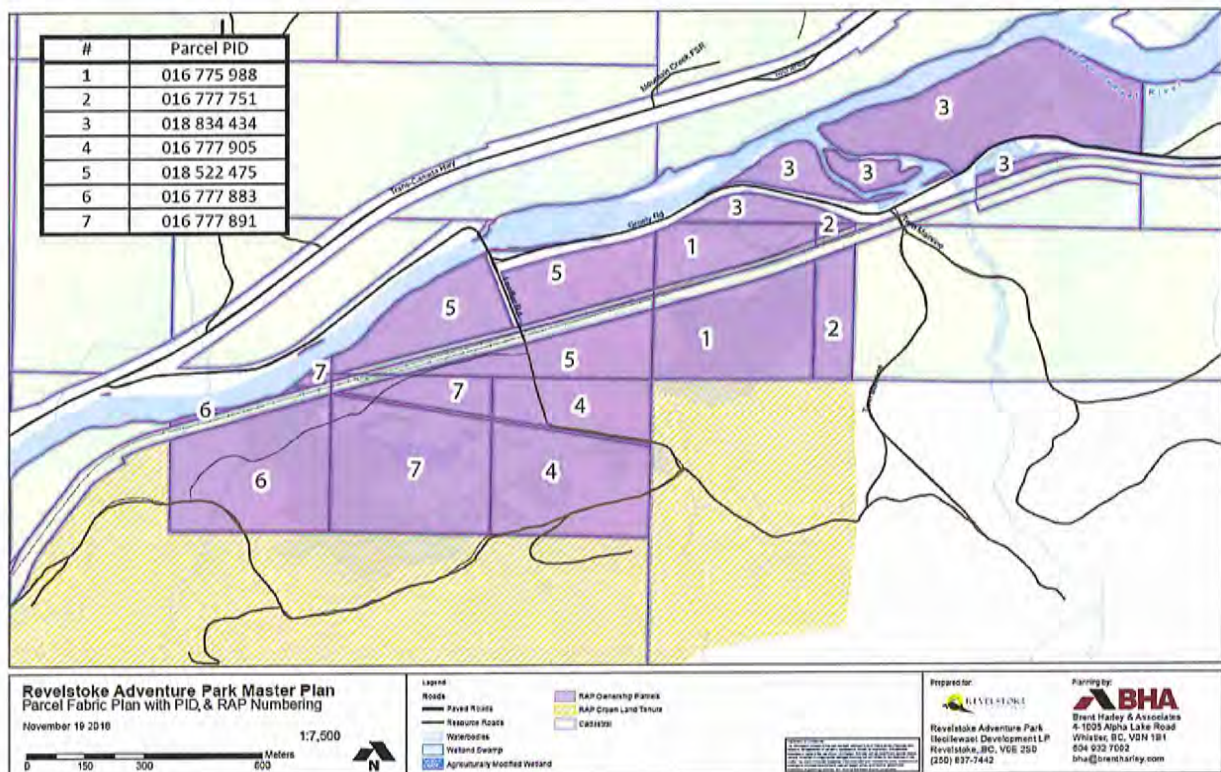 # Parcel PID
1 016 775 988
2 016 777 751
3 018 834 434
4 016 777 905
5 018 522 475
6 016 777 883
7 016 777 891
Mountain Creek FSR
Trans-Canada Hwy
River
3
3
3
3
Grizzly Rd
3
2
1
5
5
1
2
5
7
7
4
6
6
7
4
Revelstoke Adventure Park Master Plan
Parcel Fabric Plan with PID, & RAP Numbering
November 19 2018
1:7,500
Meters
0 150 300 600
N
Legend
Roads
Paved Roads
Resource Roads
Waterbodies
Wetland Swamp
Agriculturally Modified Wetland
RAP Ownership Parcels
RAP Crown Land Tenure
Cadastral
Prepared for:
REVELSTOKE
Revelstoke Adventure Park
Illecillewaet Development LP
Revelstoke, BC, V0E 2S0
(250) 837-7442
Planning by:
BHA
Brent Harley & Associates
4-1005 Alpha Lake Road
Whistler, BC, V0N 1B1
604 932 7002
bha@brentharley.com